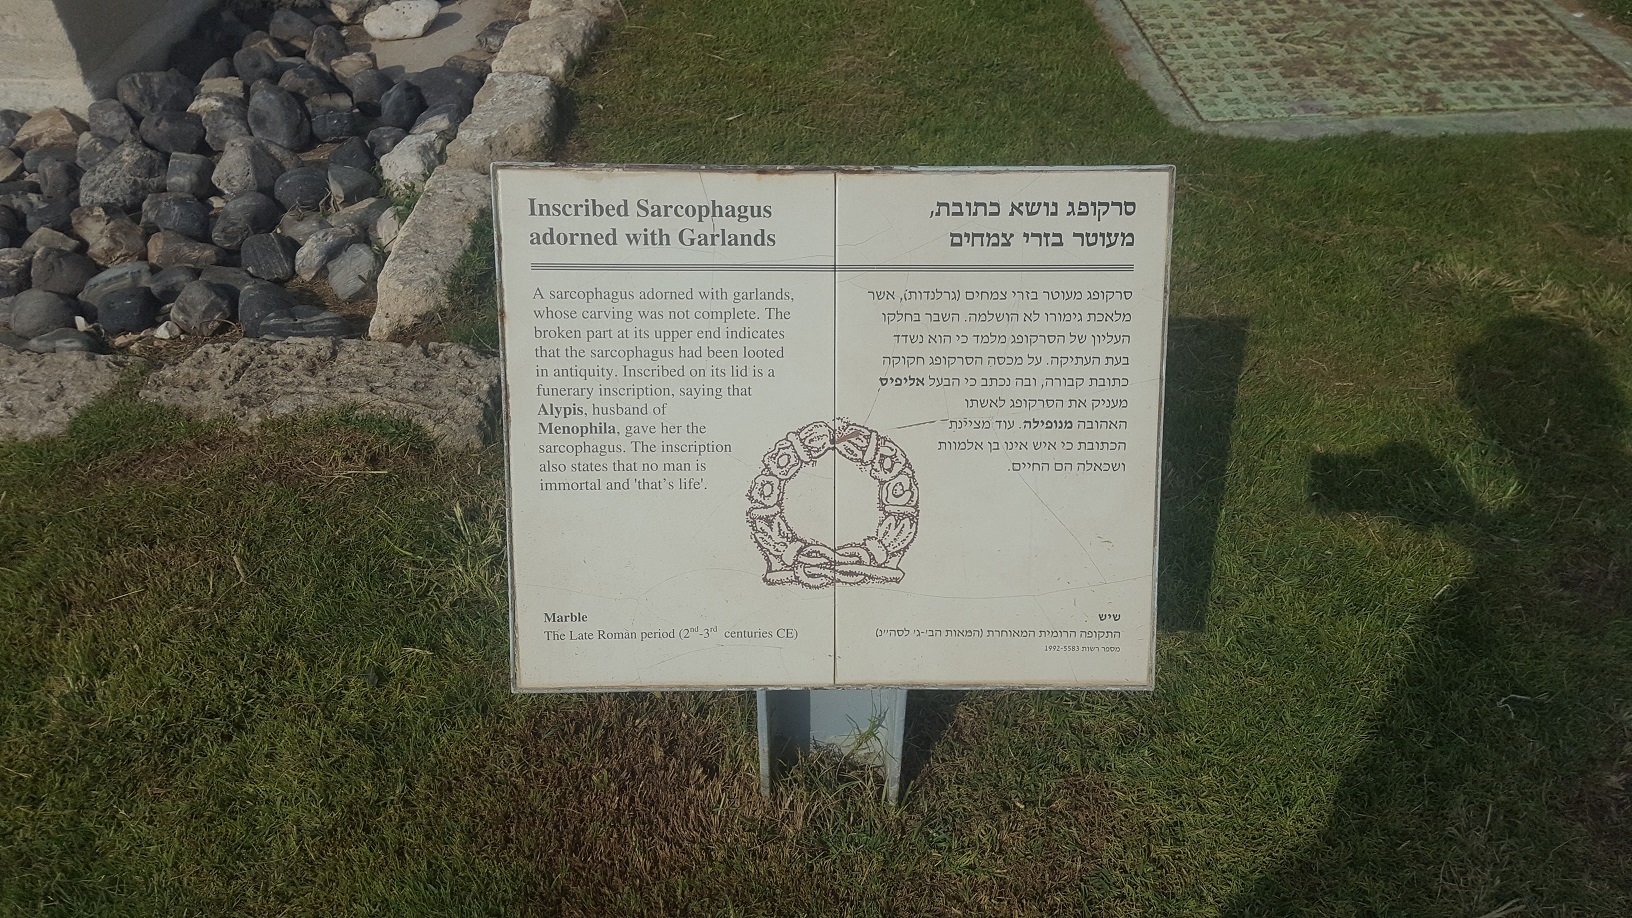 Inscribed Sarcophagus
adorned with Garlands
A sarcophagus adorned with garlands,
whose carving was not complete. The
broken part at its upper end indicates
that the sarcophagus had been looted
in antiquity. Inscribed on its lid is a
funerary inscription, saying that
Alypis, husband of
Menophila, gave her the
sarcophagus. The inscription
also states that no man is
immortal and 'that's life'.
Marble
The Late Roman period (2nd-3rd centuries CE)
סרקופג נושא כתובת,
מעוטר בזרי צמחים
סרקופג מעוטר בזרי צמחים (גרלנדות), אשר
מלאכת גימורו לא הושלמה. השבר בחלקו
העליון של הסרקופג מלמד כי הוא נשדד
בעת העתיקה. על מכסה הסרקופג חקוקה
כתובת קבורה, ובה נכתב כי הבעל אליפיס
מעניק את הסרקופג לאשתו
האהובה מנופילה. עוד מציינת
הכתובת כי איש אינו בן אלמוות
ושכאלה הם החיים.
שיש
התקופה הרומית המאוחרת (המאות הב'-ג' לסה"נ)
מספר רשות 1992-5583